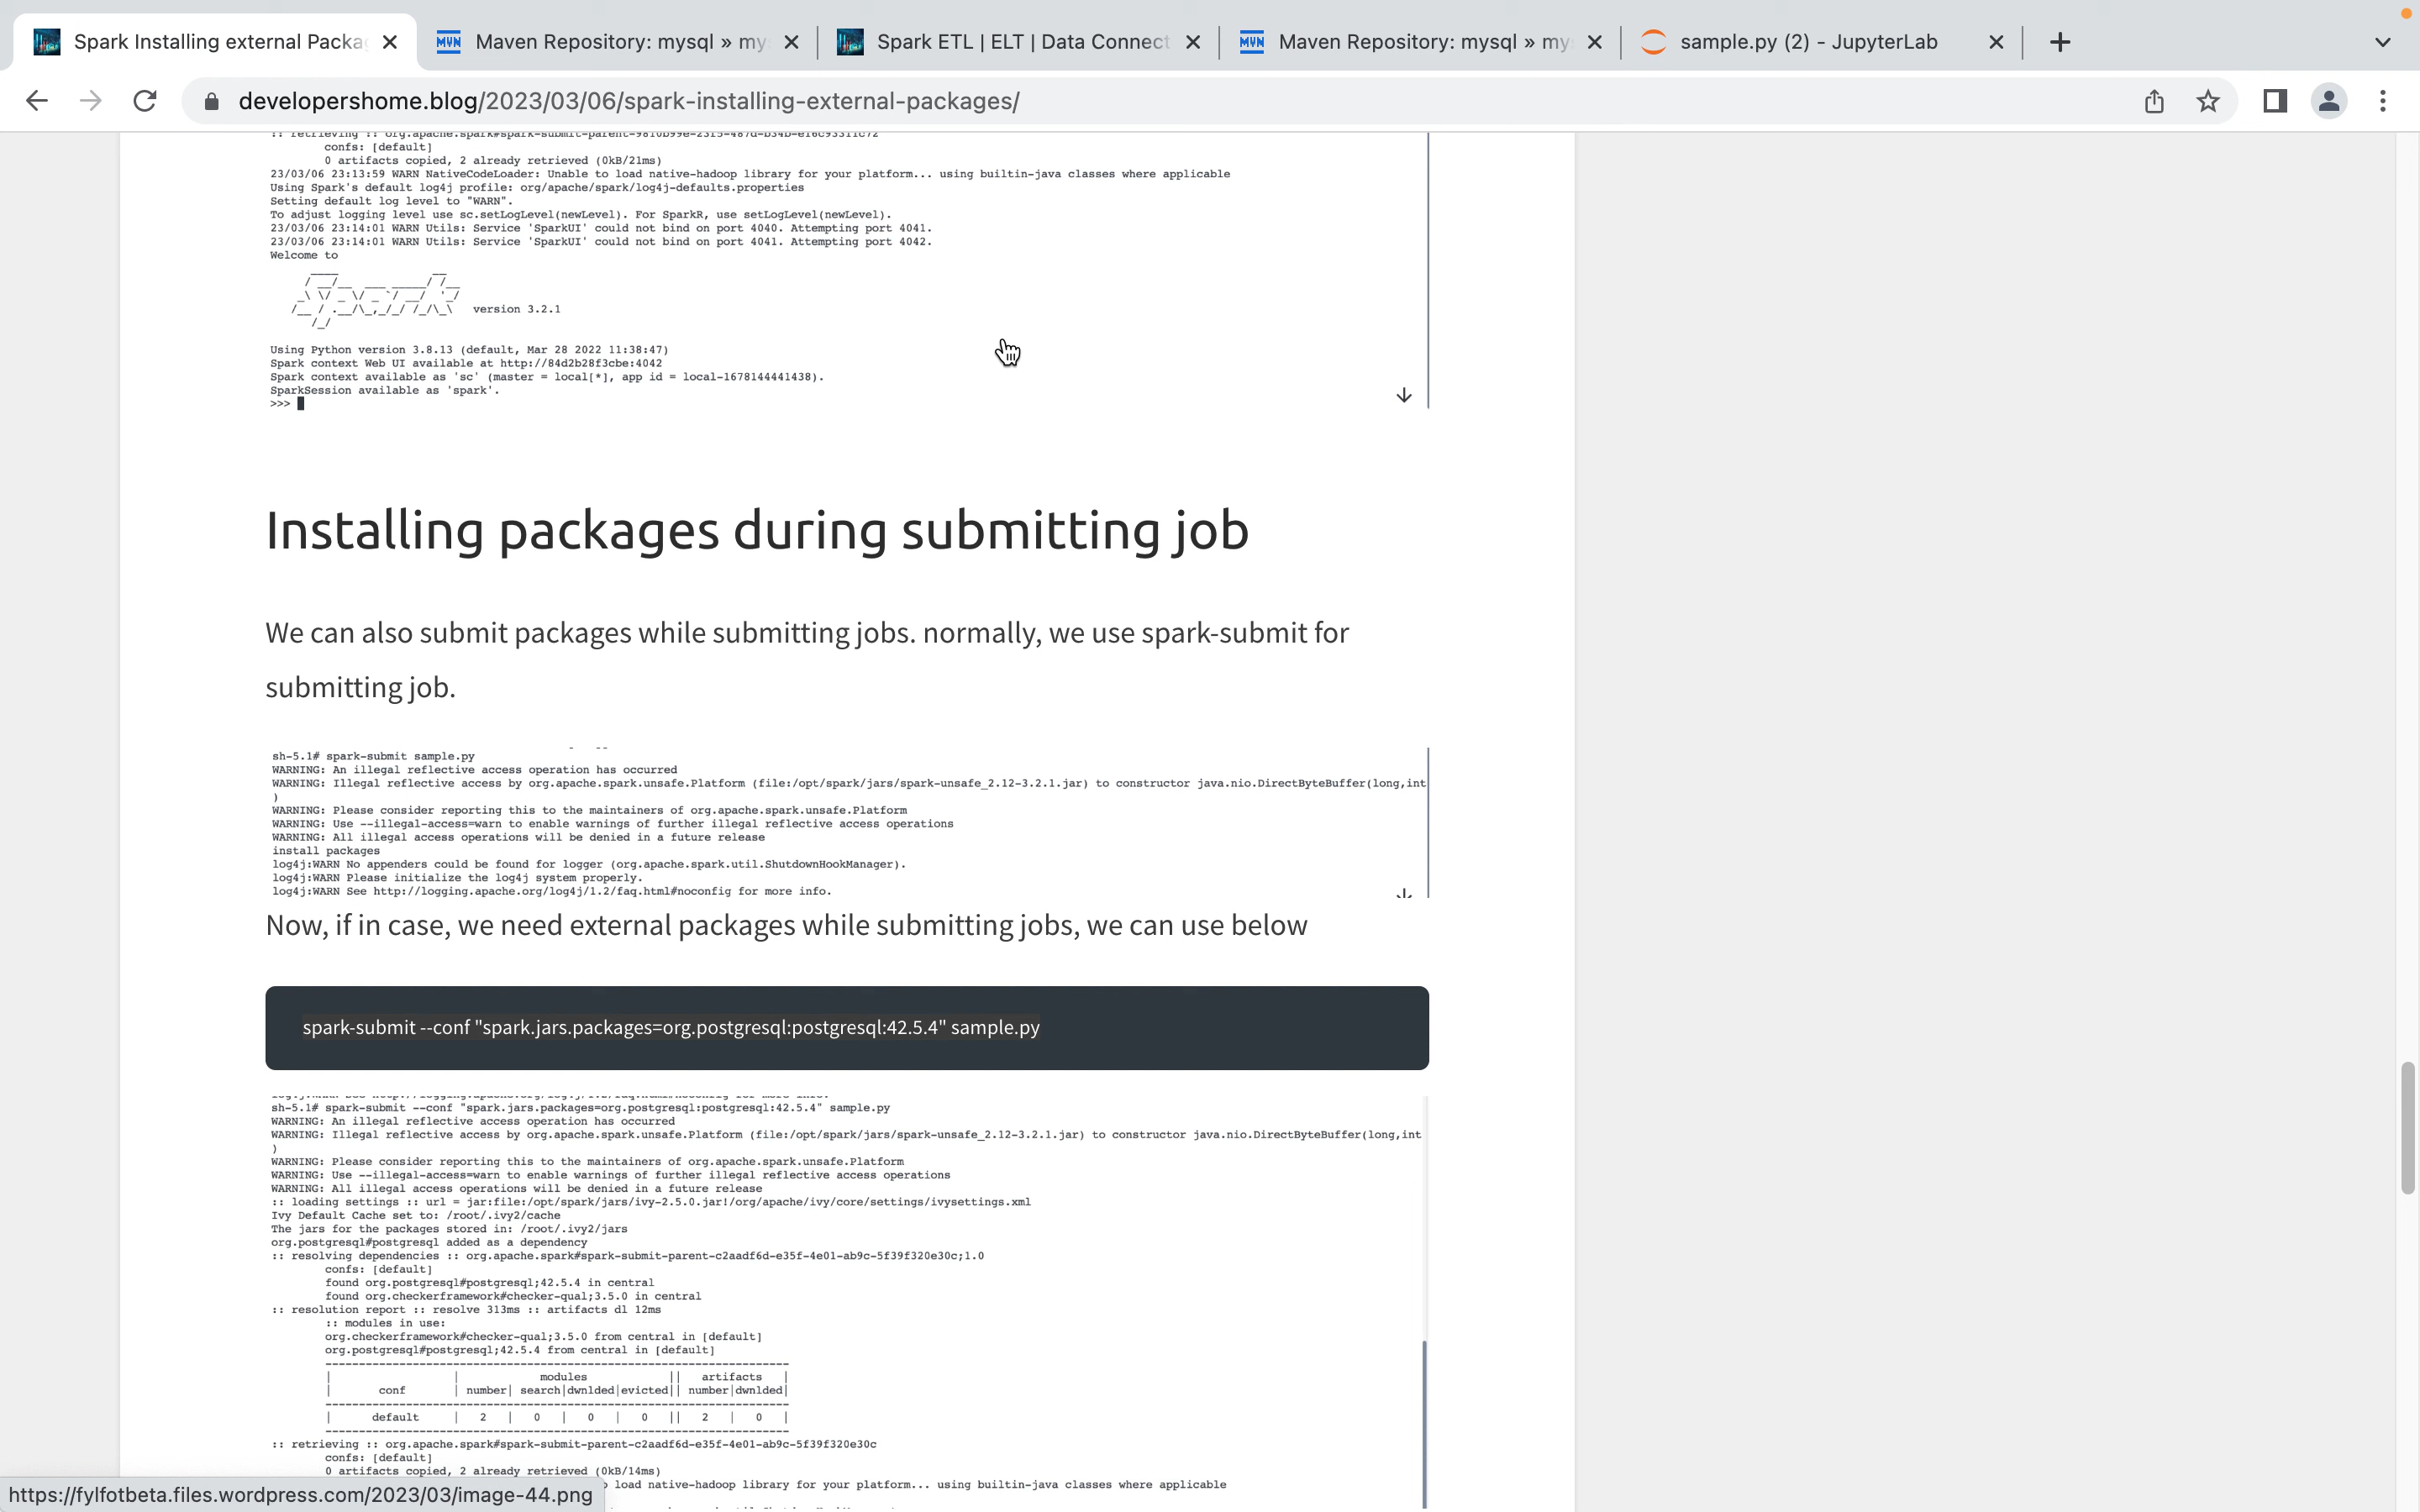 Spark Installing external Packa
Maven Repository: mysql » my
Spark ETL | ELT | Data Connect
Maven Repository: mysql » my
sample.py (2) - JupyterLab
developershome.blog/2023/03/06/spark-installing-external-packages/
confs: [default]
0 artifacts copied, 2 already retrieved (0kB/21ms)
23/03/06 23:13:59 WARN NativeCodeLoader: Unable to load native-hadoop library for your platform... using builtin-java classes where applicable
Using Spark's default log4j profile: org/apache/spark/log4j-defaults.properties
Setting default log level to "WARN".
To adjust logging level use sc.setLogLevel(newLevel). For SparkR, use setLogLevel(newLevel).
23/03/06 23:14:01 WARN Utils: Service 'SparkUI' could not bind on port 4040. Attempting port 4041.
23/03/06 23:14:01 WARN Utils: Service 'SparkUI' could not bind on port 4041. Attempting port 4042.
Welcome to
version 3.2.1
Using Python version 3.8.13 (default, Mar 28 2022 11:38:47)
Spark context Web UI available at http://84d2b28f3cbe:4042
Spark context available as 'sc' (master = local[*], app id = local-1678144441438).
SparkSession available as 'spark'.
>>>
Installing packages during submitting job
We can also submit packages while submitting jobs. normally, we use spark-submit for
submitting job.
sh-5.1# spark-submit sample.py
WARNING: An illegal reflective access operation has occurred
WARNING: Illegal reflective access by org.apache.spark.unsafe.Platform (file:/opt/spark/jars/spark-unsafe_2.12-3.2.1.jar) to constructor java.nio.DirectByteBuffer(long,int
)
WARNING: Please consider reporting this to the maintainers of org.apache.spark.unsafe.Platform
WARNING: Use --illegal-access=warn to enable warnings of further illegal reflective access operations
WARNING: All illegal access operations will be denied in a future release
install packages
log4j:WARN No appenders could be found for logger (org.apache.spark.util.ShutdownHookManager).
log4j:WARN Please initialize the log4j system properly.
log4j:WARN See http://logging.apache.org/log4j/1.2/faq.html#noconfig for more info.
Now, if in case, we need external packages while submitting jobs, we can use below
spark-submit --conf "spark.jars.packages=org.postgresql:postgresql:42.5.4" sample.py
sh-5.1# spark-submit --conf "spark.jars.packages=org.postgresql:postgresql:42.5.4" sample.py
WARNING: An illegal reflective access operation has occurred
WARNING: Illegal reflective access by org.apache.spark.unsafe.Platform (file:/opt/spark/jars/spark-unsafe_2.12-3.2.1.jar) to constructor java.nio.DirectByteBuffer(long,int
)
WARNING: Please consider reporting this to the maintainers of org.apache.spark.unsafe.Platform
WARNING: Use --illegal-access=warn to enable warnings of further illegal reflective access operations
WARNING: All illegal access operations will be denied in a future release
:: loading settings :: url = jar:file:/opt/spark/jars/ivy-2.5.0.jar!/org/apache/ivy/core/settings/ivysettings.xml
Ivy Default Cache set to: /root/.ivy2/cache
The jars for the packages stored in: /root/.ivy2/jars
org.postgresql#postgresql added as a dependency
:: resolving dependencies :: org.apache.spark#spark-submit-parent-c2aadf6d-e35f-4e01-ab9c-5f39f320e30c;1.0
confs: [default]
found org.postgresql#postgresql;42.5.4 in central
found org.checkerframework#checker-qual;3.5.0 in central
:: resolution report :: resolve 313ms :: artifacts dl 12ms
:: modules in use:
org.checkerframework#checker-qual;3.5.0 from central in [default]
org.postgresql#postgresql;42.5.4 from central in [default]
| | modules || artifacts |
| conf | number| search|dwnlded|evicted|| number|dwnlded|
| default | 2 | 0 | 0 | 0 || 2 | 0 |
:: retrieving :: org.apache.spark#spark-submit-parent-c2aadf6d-e35f-4e01-ab9c-5f39f320e30c
confs: [default]
0 artifacts copied, 2 already retrieved (0kB/14ms)
load native-hadoop library for your platform... using builtin-java classes where applicable
https://fylfotbeta.files.wordpress.com/2023/03/image-44.png